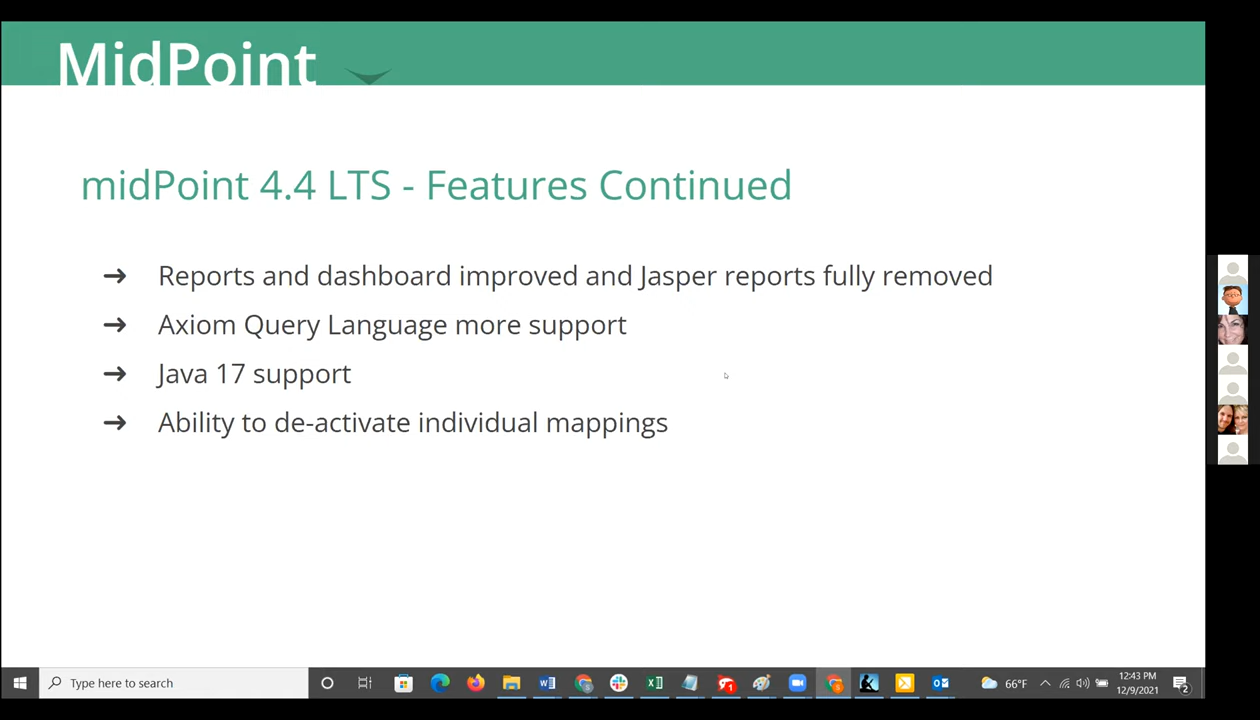 MidPoint
midPoint 4.4 LTS - Features Continued
➔ Reports and dashboard improved and Jasper reports fully removed
➔ Axiom Query Language more support
➔ Java 17 support
➔ Ability to de-activate individual mappings
Type here to search
66°F
12:43 PM
12/9/2021
2